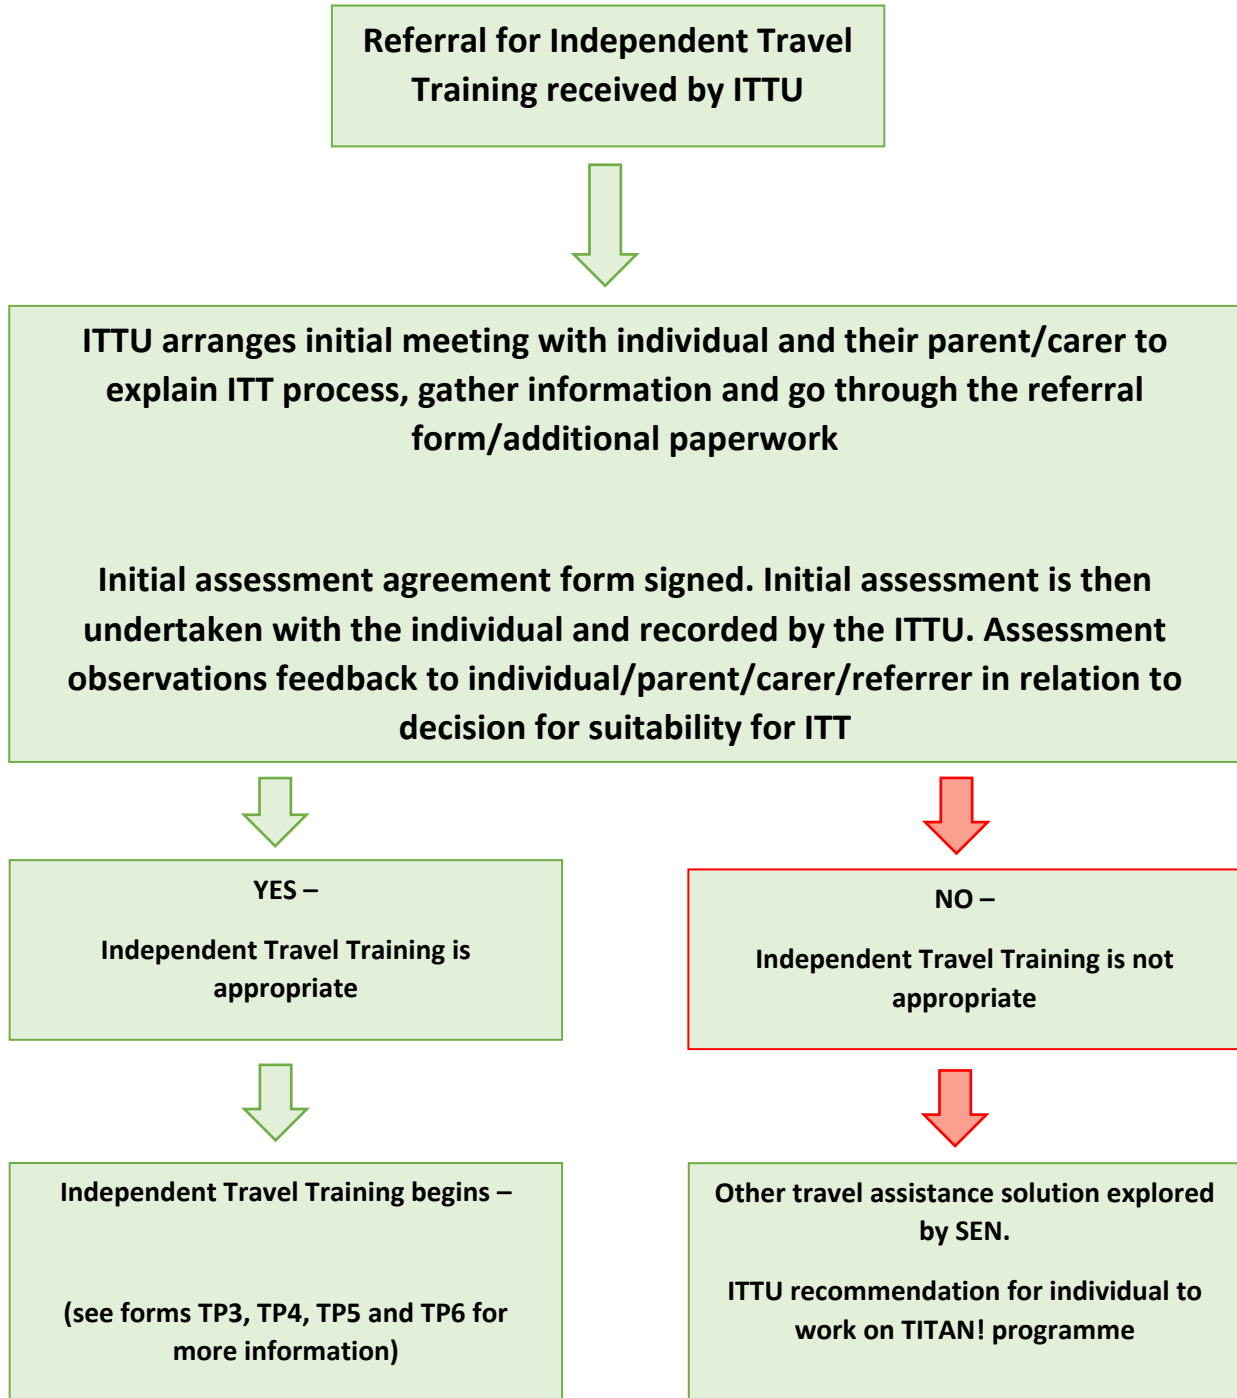 Referral for Independent Travel
Training received by ITTU
ITTU arranges initial meeting with individual and their parent/carer to
explain ITT process, gather information and go through the referral
form/additional paperwork
Initial assessment agreement form signed. Initial assessment is then
undertaken with the individual and recorded by the ITTU. Assessment
observations feedback to individual/parent/carer/referrer in relation to
decision for suitability for ITT
YES –
Independent Travel Training is
appropriate
NO –
Independent Travel Training is not
appropriate
Independent Travel Training begins –
(see forms TP3, TP4, TP5 and TP6 for
more information)
Other travel assistance solution explored
by SEN.
ITTU recommendation for individual to
work on TITAN! programme